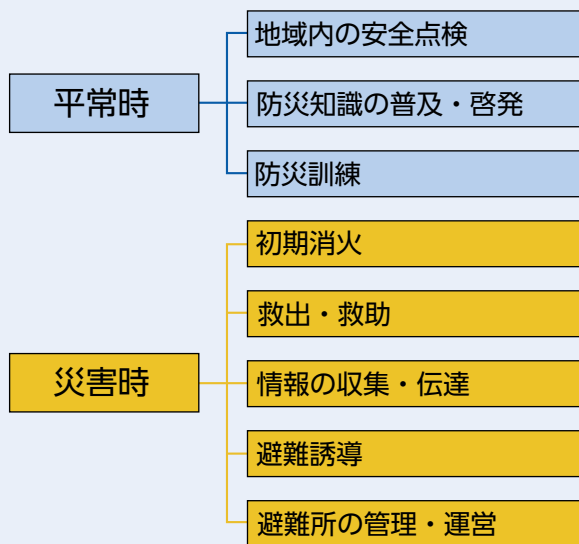 平常時
地域内の安全点検
防災知識の普及・啓発
防災訓練
災害時
初期消火
救出・救助
情報の収集・伝達
避難誘導
避難所の管理・運営